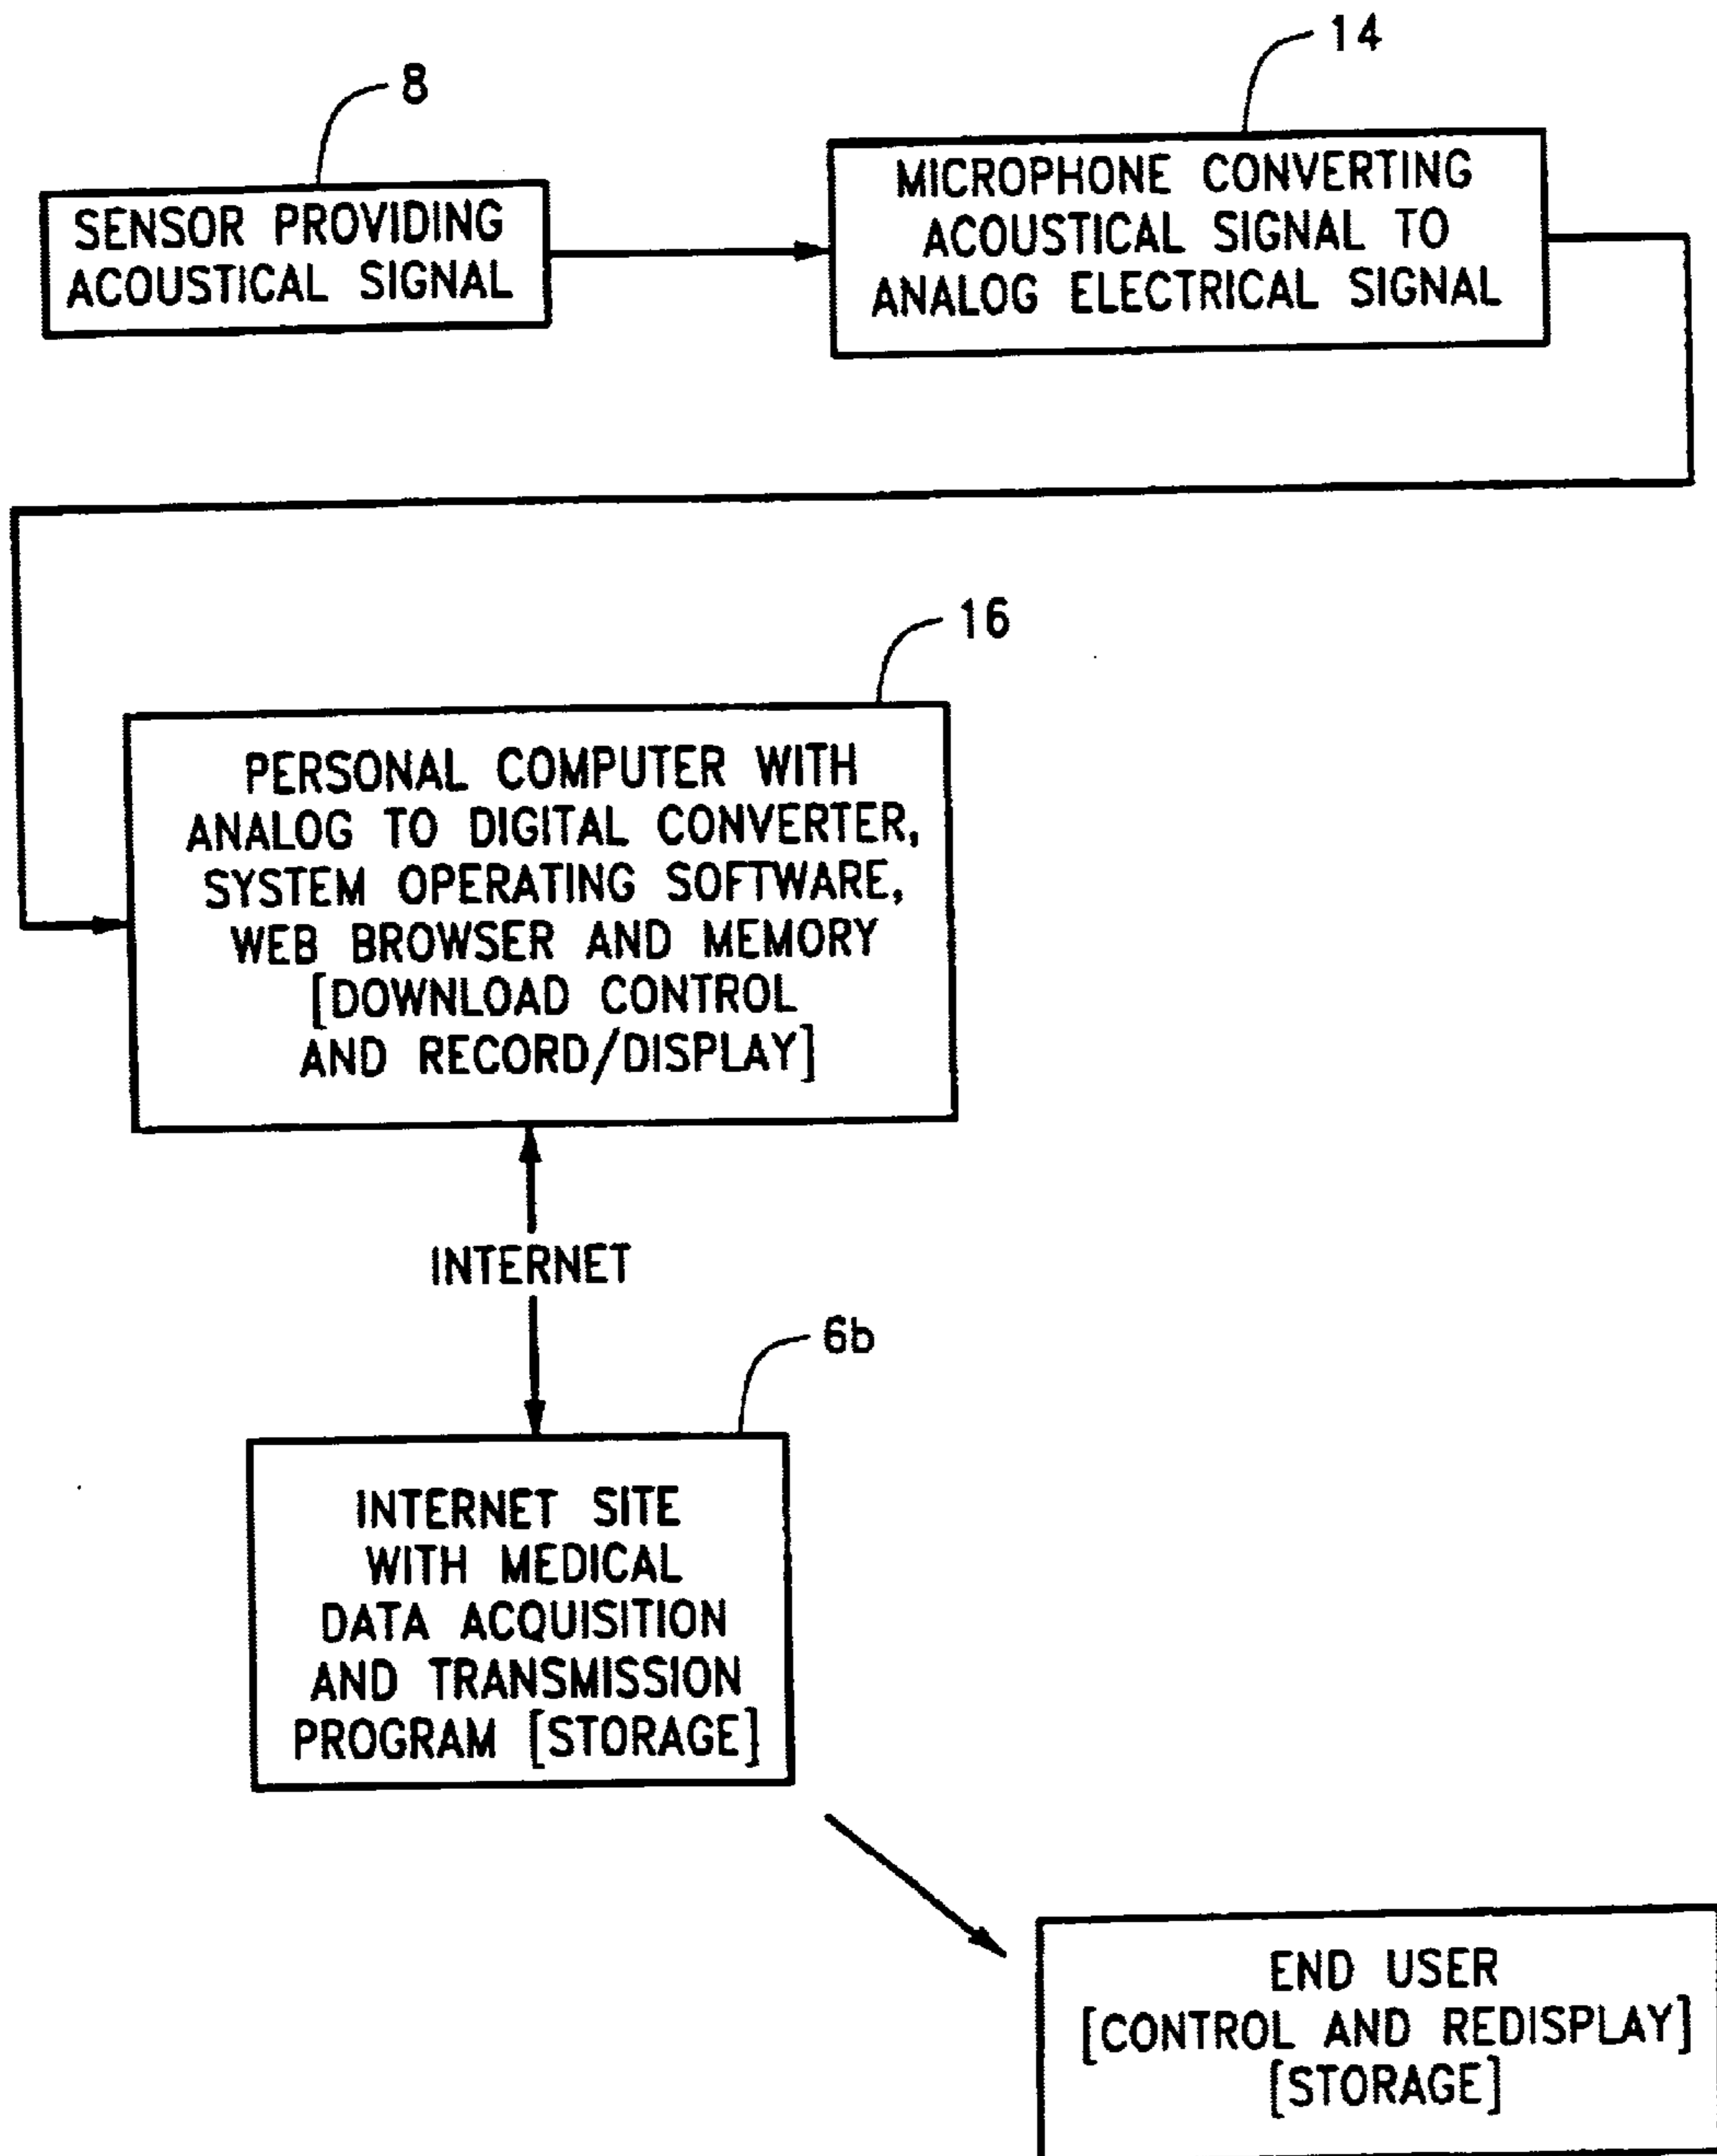 8
14
SENSOR PROVIDING
ACOUSTICAL SIGNAL
MICROPHONE CONVERTING
ACOUSTICAL SIGNAL TO
ANALOG ELECTRICAL SIGNAL
16
PERSONAL COMPUTER WITH
ANALOG TO DIGITAL CONVERTER,
SYSTEM OPERATING SOFTWARE,
WEB BROWSER AND MEMORY
[DOWNLOAD CONTROL
AND RECORD/DISPLAY]
INTERNET
6b
INTERNET SITE
WITH MEDICAL
DATA ACQUISITION
AND TRANSMISSION
PROGRAM [STORAGE]
END USER
[CONTROL AND REDISPLAY]
[STORAGE]